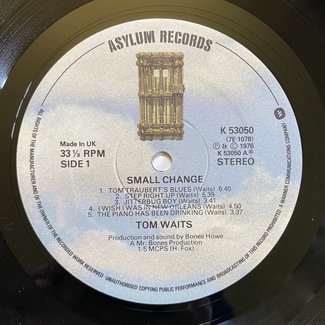 ASYLUM RECORDS
K 53050
(7E 1078)
Ⓟ & © 1976
K 53050 A
STEREO
Made in UK
33⅓ RPM
SIDE 1
SMALL CHANGE
1. TOM TRAUBERT'S BLUES (Waits) 6.40
2. STEP RIGHT UP (Waits) 5.39
3. JITTERBUG BOY (Waits) 3.41
4. I WISH I WAS IN NEW ORLEANS (Waits) 4.50
5. THE PIANO HAS BEEN DRINKING (Waits) 3.37
TOM WAITS
Production and sound by Bones Howe
A Mr. Bones Production
1-5 MCPS (H. Fox)
ALL RIGHTS OF THE MANUFACTURER AND OF THE OWNER OF THE RECORDED WORK RESERVED
UNAUTHORISED COPYING PUBLIC PERFORMANCE AND BROADCASTING OF THIS RECORD PROHIBITED
A WARNER COMMUNICATIONS COMPANY